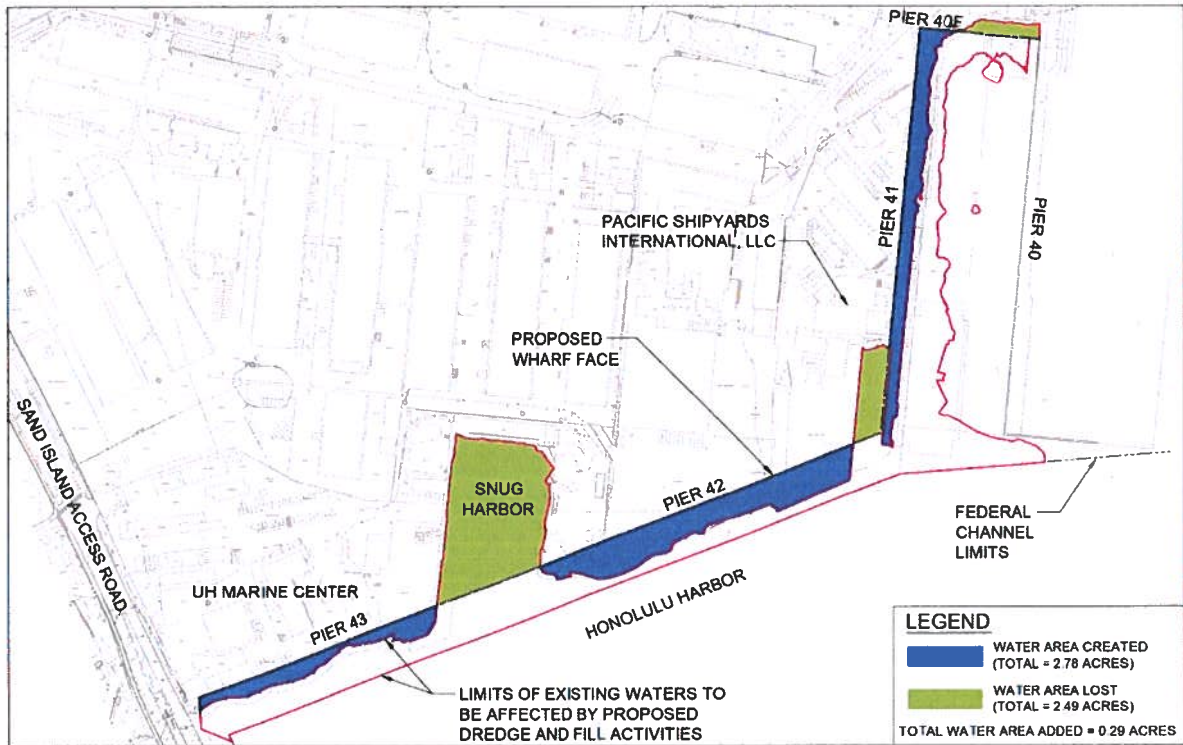 PIER 40F
PACIFIC SHIPYARDS
INTERNATIONAL, LLC
PIER 41
PIER 40
PROPOSED
WHARF FACE
SAND ISLAND ACCESS ROAD
SNUG
HARBOR
PIER 42
FEDERAL
CHANNEL
LIMITS
UH MARINE CENTER
PIER 43
HONOLULU HARBOR
LIMITS OF EXISTING WATERS TO
BE AFFECTED BY PROPOSED
DREDGE AND FILL ACTIVITIES
LEGEND
WATER AREA CREATED
(TOTAL = 2.78 ACRES)
WATER AREA LOST
(TOTAL = 2.49 ACRES)
TOTAL WATER AREA ADDED = 0.29 ACRES